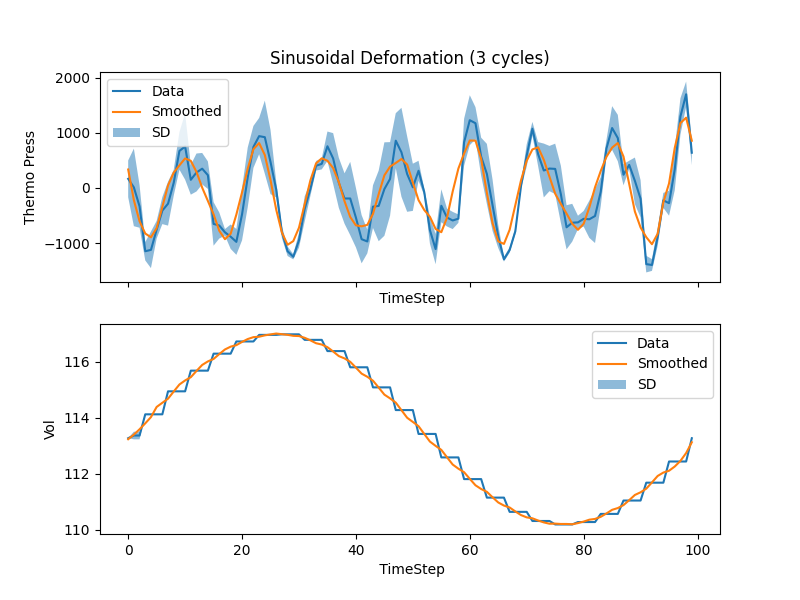 Sinusoidal Deformation (3 cycles)
Thermo Press
2000
1000
0
−1000
Data
Smoothed
SD
TimeStep
Vol
116
114
112
110
Data
Smoothed
SD
0
20
40
60
80
100
TimeStep